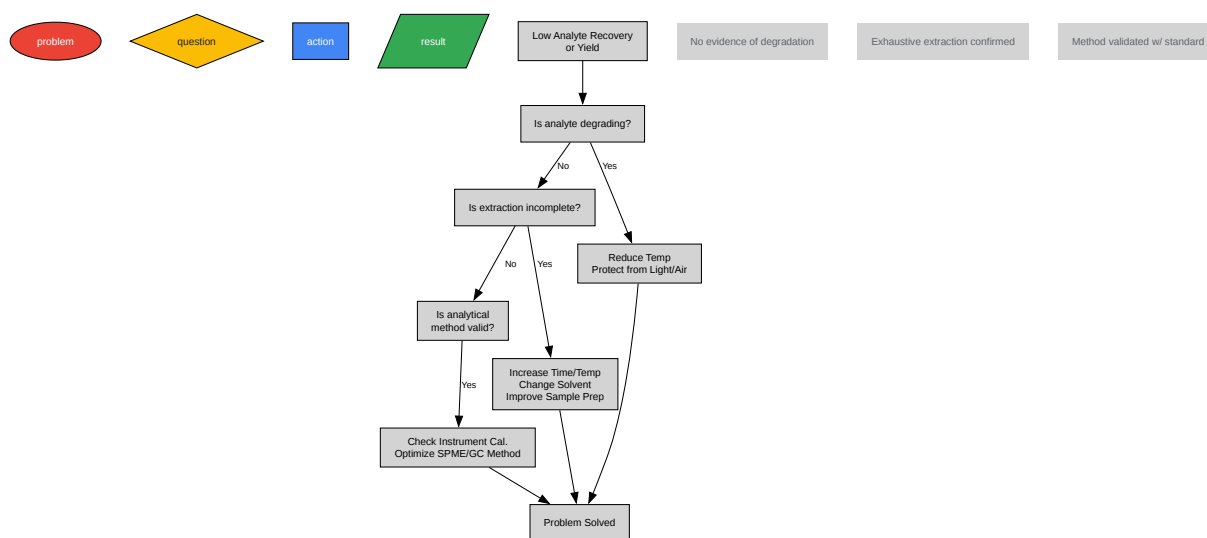 problem
question
action
result
Low Analyte Recovery
or Yield
No evidence of degradation
Exhaustive extraction confirmed
Method validated w/ standard
Is analyte degrading?
No
Yes
Is extraction incomplete?
Reduce Temp
Protect from Light/Air
No
Yes
Is analytical
method valid?
Increase Time/Temp
Change Solvent
Improve Sample Prep
Yes
Check Instrument Cal.
Optimize SPME/GC Method
Problem Solved